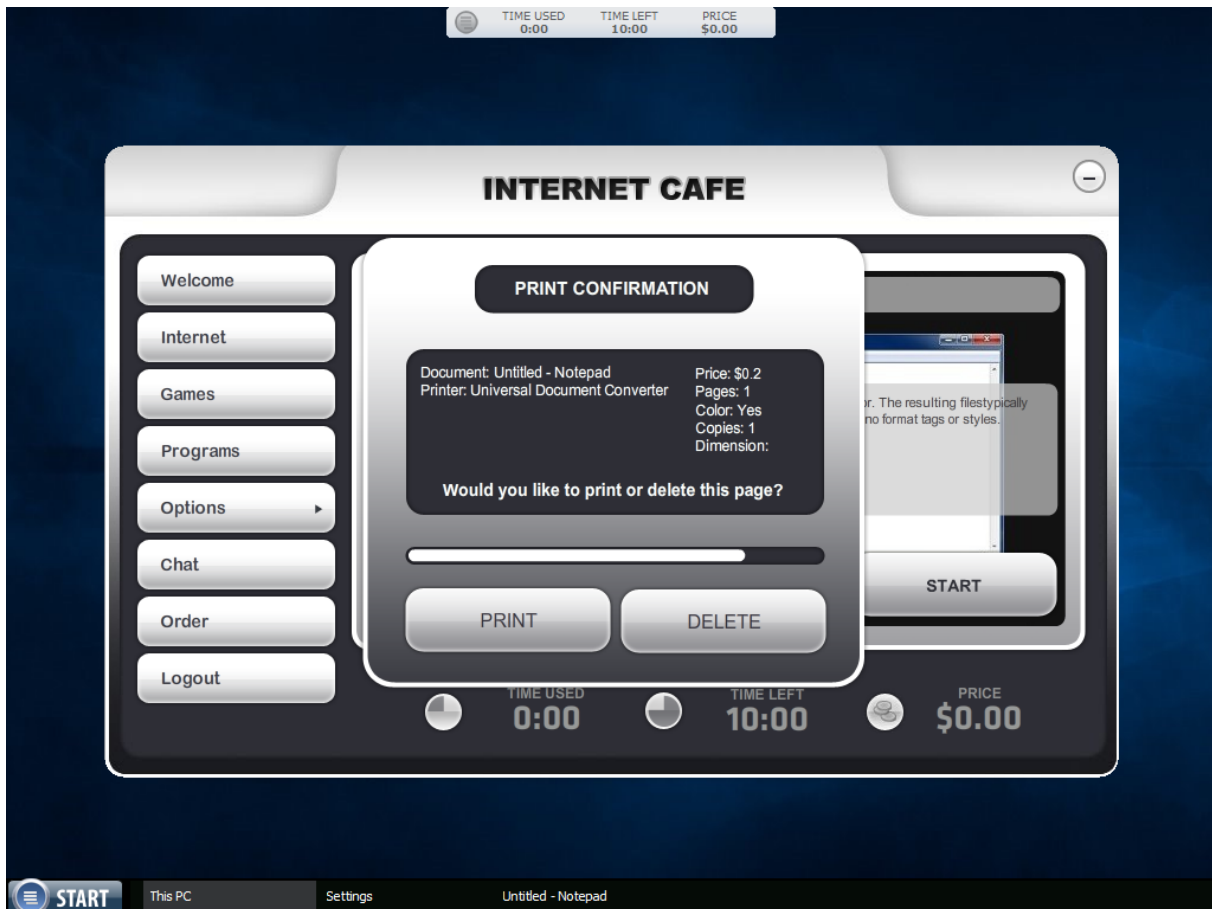 TIME USED TIME LEFT PRICE
0:00 10:00 $0.00
INTERNET CAFE
Welcome
Internet
Games
Programs
Options
Chat
Order
Logout
PRINT CONFIRMATION
Document: Untitled - Notepad
Printer: Universal Document Converter
Price: $0.2
Pages: 1
Color: Yes
Copies: 1
Dimension:
Would you like to print or delete this page?
PRINT DELETE
The resulting filestypically
no format tags or styles.
START
TIME USED TIME LEFT PRICE
0:00 10:00 $0.00
START This PC Settings Untitled - Notepad